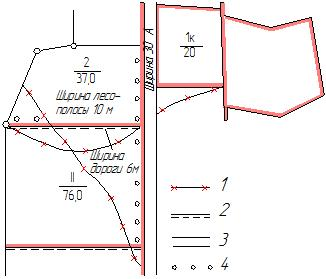 Ширина 30 А
1к
20
2
37,0
Ширина лесо-
полосы 10 м
Ширина
дороги 6м
II
76,0
1
2
3
4